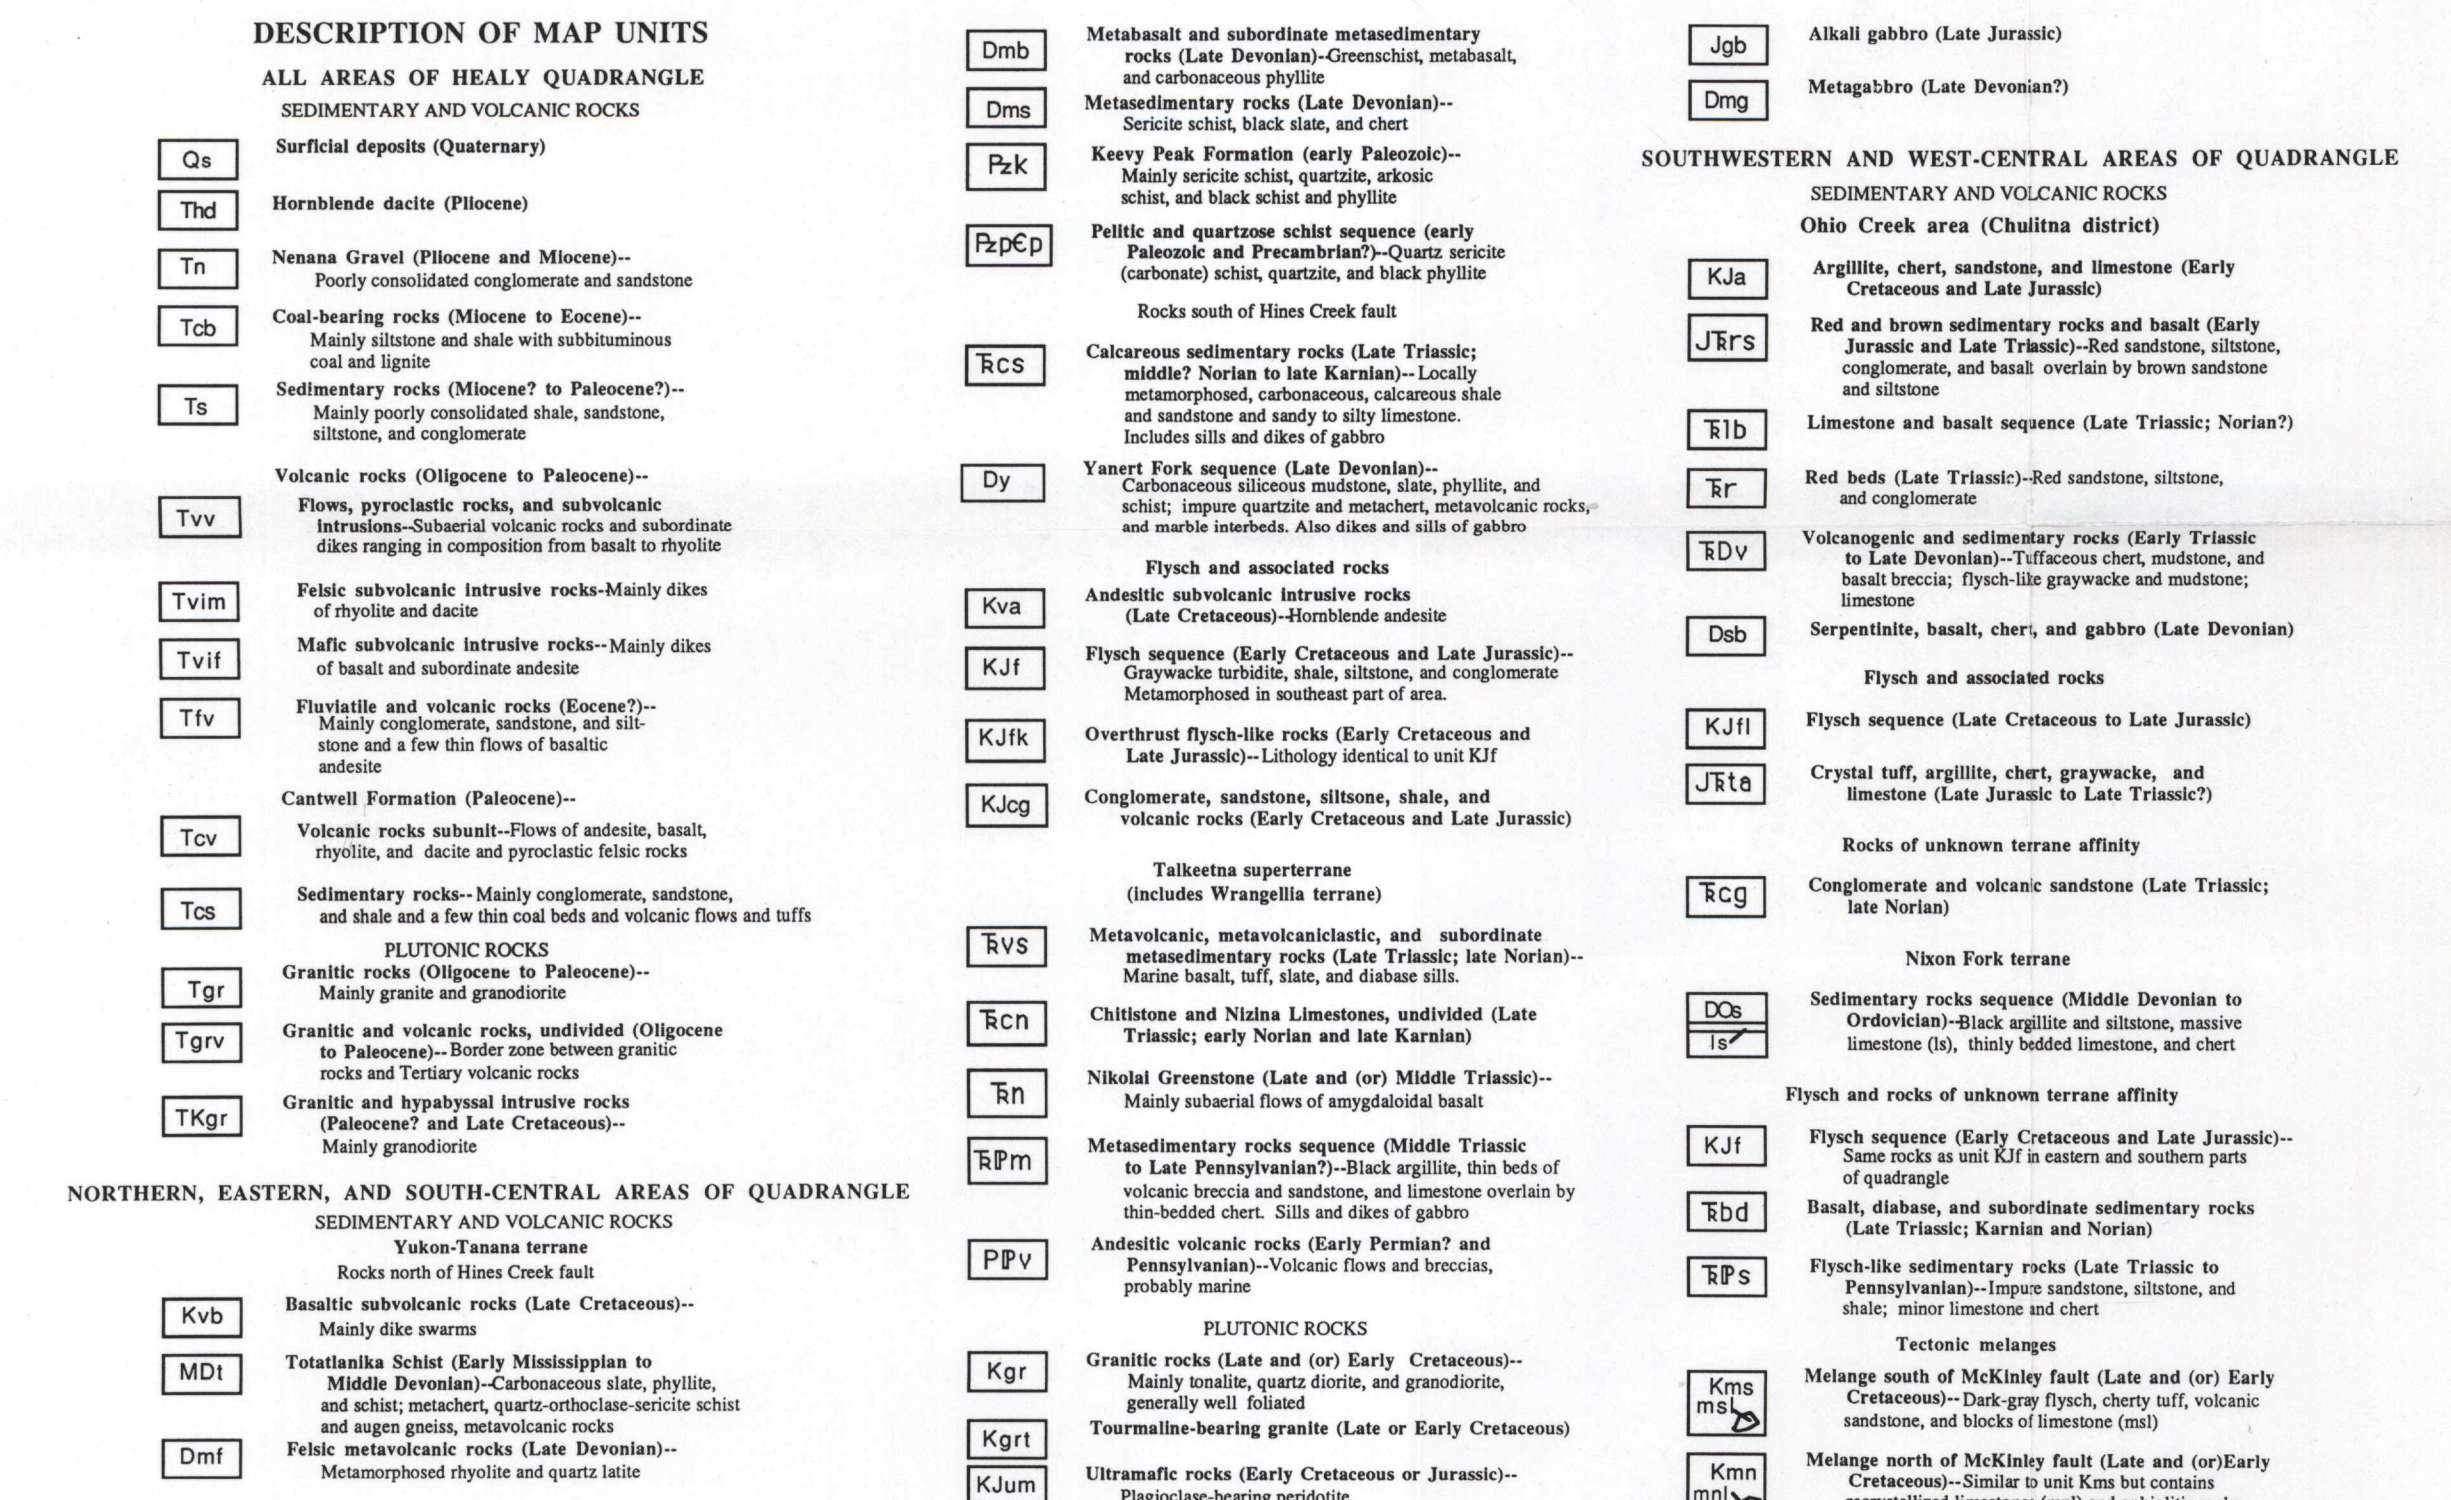 DESCRIPTION OF MAP UNITS
ALL AREAS OF HEALY QUADRANGLE
SEDIMENTARY AND VOLCANIC ROCKS
Qs
Surficial deposits (Quaternary)
Thd
Hornblende dacite (Pliocene)
Tn
Nenana Gravel (Pliocene and Miocene)--
Poorly consolidated conglomerate and sandstone
Tcb
Coal-bearing rocks (Miocene to Eocene)--
Mainly siltstone and shale with subbituminous
coal and lignite
Ts
Sedimentary rocks (Miocene? to Paleocene?)--
Mainly poorly consolidated shale, sandstone,
siltstone, and conglomerate
Volcanic rocks (Oligocene to Paleocene)--
Tvv
Flows, pyroclastic rocks, and subvolcanic
intrusions--Subaerial volcanic rocks and subordinate
dikes ranging in composition from basalt to rhyolite
Tvim
Felsic subvolcanic intrusive rocks-Mainly dikes
of rhyolite and dacite
Tvif
Mafic subvolcanic intrusive rocks--Mainly dikes
of basalt and subordinate andesite
Tfv
Fluviatile and volcanic rocks (Eocene?)--
Mainly conglomerate, sandstone, and silt-
stone and a few thin flows of basaltic
andesite
Cantwell Formation (Paleocene)--
Tcv
Volcanic rocks subunit--Flows of andesite, basalt,
rhyolite, and dacite and pyroclastic felsic rocks
Tcs
Sedimentary rocks--Mainly conglomerate, sandstone,
and shale and a few thin coal beds and volcanic flows and tuffs
PLUTONIC ROCKS
Tgr
Granitic rocks (Oligocene to Paleocene)--
Mainly granite and granodiorite
Tgrv
Granitic and volcanic rocks, undivided (Oligocene
to Paleocene)--Border zone between granitic
rocks and Tertiary volcanic rocks
TKgr
Granitic and hypabyssal intrusive rocks
(Paleocene? and Late Cretaceous)--
Mainly granodiorite
NORTHERN, EASTERN, AND SOUTH-CENTRAL AREAS OF QUADRANGLE
SEDIMENTARY AND VOLCANIC ROCKS
Yukon-Tanana terrane
Rocks north of Hines Creek fault
Kvb
Basaltic subvolcanic rocks (Late Cretaceous)--
Mainly dike swarms
MDt
Totatlanika Schist (Early Mississippian to
Middle Devonian)--Carbonaceous slate, phyllite,
and schist; metachert, quartz-orthoclase-sericite schist
and augen gneiss, metavolcanic rocks
Dmf
Felsic metavolcanic rocks (Late Devonian)--
Metamorphosed rhyolite and quartz latite
Dmb
Metabasalt and subordinate metasedimentary
rocks (Late Devonian)--Greenschist, metabasalt,
and carbonaceous phyllite
Dms
Metasedimentary rocks (Late Devonian)--
Sericite schist, black slate, and chert
Pzk
Keevy Peak Formation (early Paleozoic)--
Mainly sericite schist, quartzite, arkosic
schist, and black schist and phyllite
Pzp€p
Pelitic and quartzose schist sequence (early
Paleozoic and Precambrian?)--Quartz sericite
(carbonate) schist, quartzite, and black phyllite
Rocks south of Hines Creek fault
Ꞧcs
Calcareous sedimentary rocks (Late Triassic;
middle? Norian to late Karnian)--Locally
metamorphosed, carbonaceous, calcareous shale
and sandstone and sandy to silty limestone.
Includes sills and dikes of gabbro
Dy
Yanert Fork sequence (Late Devonian)--
Carbonaceous siliceous mudstone, slate, phyllite, and
schist; impure quartzite and metachert, metavolcanic rocks,
and marble interbeds. Also dikes and sills of gabbro
Flysch and associated rocks
Kva
Andesitic subvolcanic intrusive rocks
(Late Cretaceous)--Hornblende andesite
KJf
Flysch sequence (Early Cretaceous and Late Jurassic)--
Graywacke turbidite, shale, siltstone, and conglomerate
Metamorphosed in southeast part of area.
KJfk
Overthrust flysch-like rocks (Early Cretaceous and
Late Jurassic)--Lithology identical to unit KJf
KJcg
Conglomerate, sandstone, siltsone, shale, and
volcanic rocks (Early Cretaceous and Late Jurassic)
Talkeetna superterrane
(includes Wrangellia terrane)
Ꞧvs
Metavolcanic, metavolcaniclastic, and subordinate
metasedimentary rocks (Late Triassic; late Norian)--
Marine basalt, tuff, slate, and diabase sills.
Ꞧcn
Chitistone and Nizina Limestones, undivided (Late
Triassic; early Norian and late Karnian)
Ꞧn
Nikolai Greenstone (Late and (or) Middle Triassic)--
Mainly subaerial flows of amygdaloidal basalt
Ꞧℙm
Metasedimentary rocks sequence (Middle Triassic
to Late Pennsylvanian?)--Black argillite, thin beds of
volcanic breccia and sandstone, and limestone overlain by
thin-bedded chert. Sills and dikes of gabbro
Pℙv
Andesitic volcanic rocks (Early Permian? and
Pennsylvanian)--Volcanic flows and breccias,
probably marine
PLUTONIC ROCKS
Kgr
Granitic rocks (Late and (or) Early Cretaceous)--
Mainly tonalite, quartz diorite, and granodiorite,
generally well foliated
Kgrt
Tourmaline-bearing granite (Late or Early Cretaceous)
KJum
Ultramafic rocks (Early Cretaceous or Jurassic)--
Plagioclase-bearing peridotite
Jgb
Alkali gabbro (Late Jurassic)
Dmg
Metagabbro (Late Devonian?)
SOUTHWESTERN AND WEST-CENTRAL AREAS OF QUADRANGLE
SEDIMENTARY AND VOLCANIC ROCKS
Ohio Creek area (Chulitna district)
KJa
Argillite, chert, sandstone, and limestone (Early
Cretaceous and Late Jurassic)
JꞦrs
Red and brown sedimentary rocks and basalt (Early
Jurassic and Late Triassic)--Red sandstone, siltstone,
conglomerate, and basalt overlain by brown sandstone
and siltstone
Ꞧlb
Limestone and basalt sequence (Late Triassic; Norian?)
Ꞧr
Red beds (Late Triassic)--Red sandstone, siltstone,
and conglomerate
ꞦDv
Volcanogenic and sedimentary rocks (Early Triassic
to Late Devonian)--Tuffaceous chert, mudstone, and
basalt breccia; flysch-like graywacke and mudstone;
limestone
Dsb
Serpentinite, basalt, chert, and gabbro (Late Devonian)
Flysch and associated rocks
KJfl
Flysch sequence (Late Cretaceous to Late Jurassic)
JꞦta
Crystal tuff, argillite, chert, graywacke, and
limestone (Late Jurassic to Late Triassic?)
Rocks of unknown terrane affinity
Ꞧcg
Conglomerate and volcanic sandstone (Late Triassic;
late Norian)
Nixon Fork terrane
DOs
ls
Sedimentary rocks sequence (Middle Devonian to
Ordovician)--Black argillite and siltstone, massive
limestone (ls), thinly bedded limestone, and chert
Flysch and rocks of unknown terrane affinity
KJf
Flysch sequence (Early Cretaceous and Late Jurassic)--
Same rocks as unit KJf in eastern and southern parts
of quadrangle
Ꞧbd
Basalt, diabase, and subordinate sedimentary rocks
(Late Triassic; Karnian and Norian)
Ꞧℙs
Flysch-like sedimentary rocks (Late Triassic to
Pennsylvanian)--Impure sandstone, siltstone, and
shale; minor limestone and chert
Tectonic melanges
Kms
msl
Melange south of McKinley fault (Late and (or) Early
Cretaceous)--Dark-gray flysch, cherty tuff, volcanic
sandstone, and blocks of limestone (msl)
Kmn
mnl
Melange north of McKinley fault (Late and (or)Early
Cretaceous)--Similar to unit Kms but contains